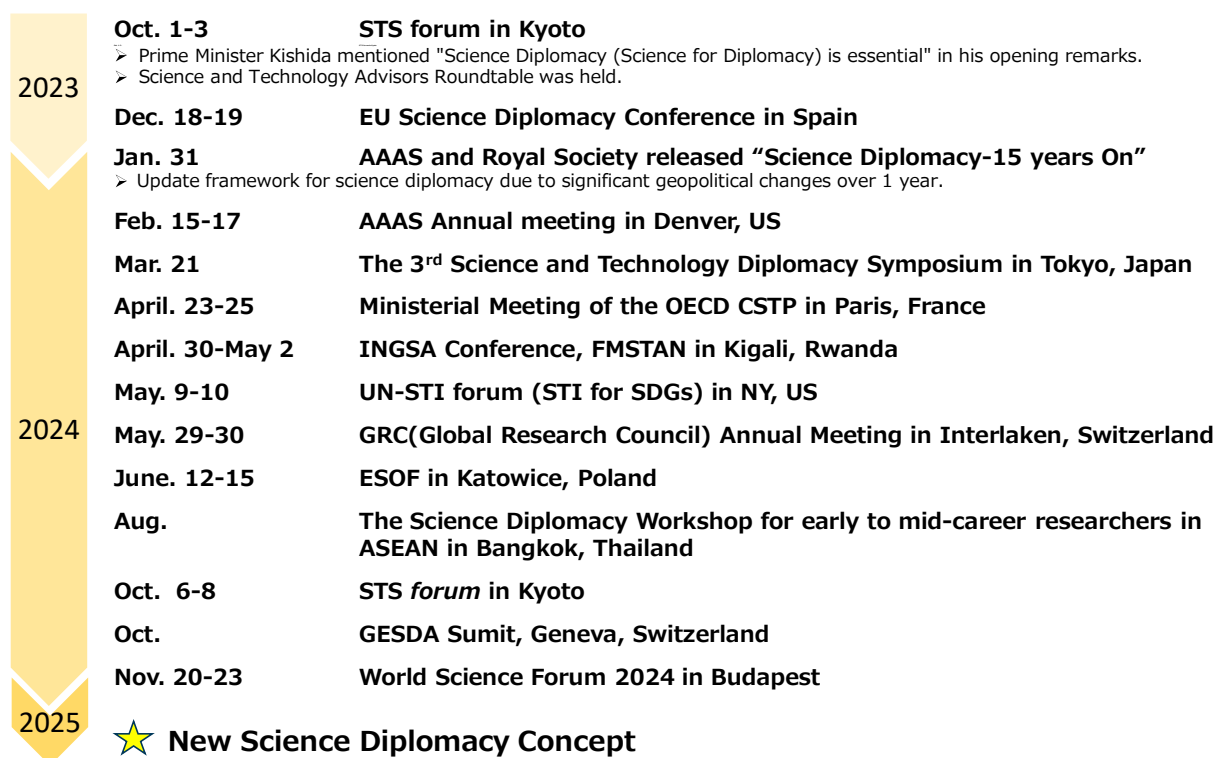 2023
Oct. 1-3 STS forum in Kyoto
➢ Prime Minister Kishida mentioned "Science Diplomacy (Science for Diplomacy) is essential" in his opening remarks.
➢ Science and Technology Advisors Roundtable was held.
Dec. 18-19 EU Science Diplomacy Conference in Spain
2024
Jan. 31 AAAS and Royal Society released “Science Diplomacy-15 years On”
➢ Update framework for science diplomacy due to significant geopolitical changes over 1 year.
Feb. 15-17 AAAS Annual meeting in Denver, US
Mar. 21 The 3rd Science and Technology Diplomacy Symposium in Tokyo, Japan
April. 23-25 Ministerial Meeting of the OECD CSTP in Paris, France
April. 30-May 2 INGSA Conference, FMSTAN in Kigali, Rwanda
May. 9-10 UN-STI forum (STI for SDGs) in NY, US
May. 29-30 GRC(Global Research Council) Annual Meeting in Interlaken, Switzerland
June. 12-15 ESOF in Katowice, Poland
Aug. The Science Diplomacy Workshop for early to mid-career researchers in
ASEAN in Bangkok, Thailand
Oct. 6-8 STS forum in Kyoto
Oct. GESDA Sumit, Geneva, Switzerland
Nov. 20-23 World Science Forum 2024 in Budapest
2025
New Science Diplomacy Concept